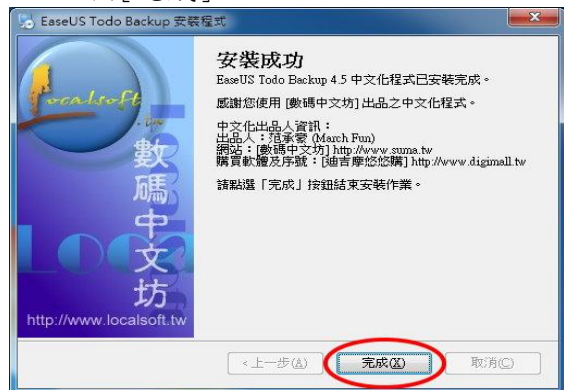 EaseUS Todo Backup 安裝程式
安裝成功
EaseUS Todo Backup 4.5 中文化程式已安裝完成。
感謝您使用 [數碼中文坊] 出品之中文化程式。
中文化出品人資訊：
出品人：范承豪 (March Fun)
網站：[數碼中文坊] http://www.suma.tw
購買軟體及序號：[迪吉摩悠悠購] http://www.digimall.tw
請點選「完成」按鈕結束安裝作業。
Localsoft
數碼中文坊
http://www.localsoft.tw
<上一步(A)
完成(X)
取消(C)